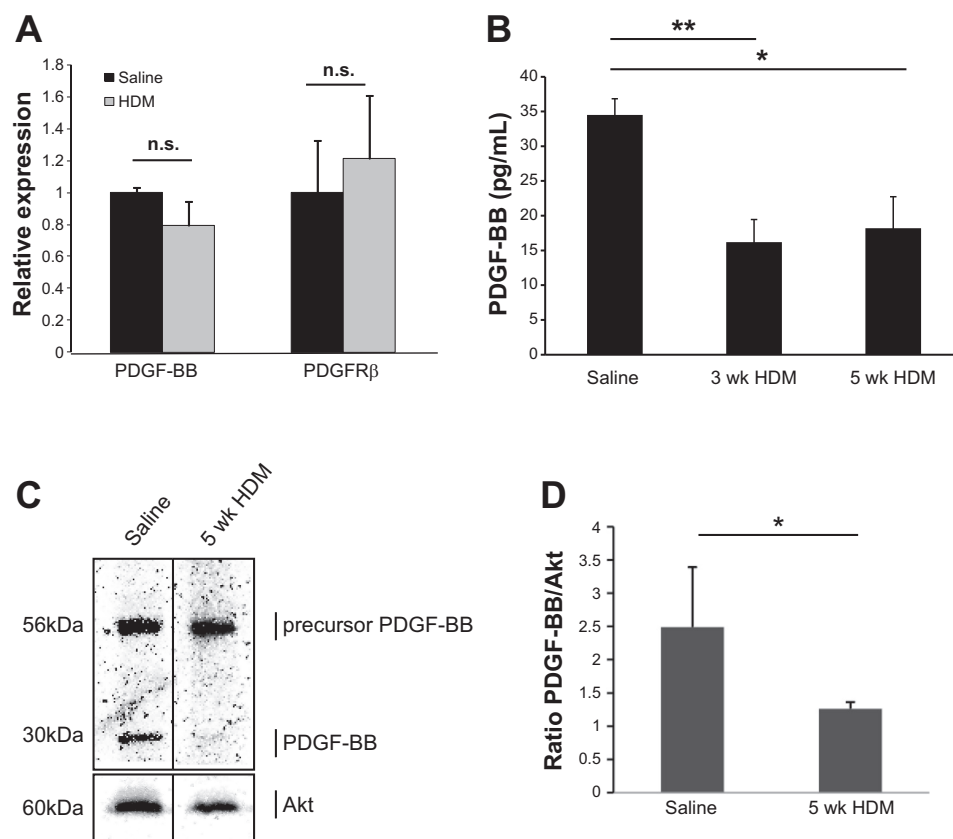 A
Relative expression
1.8
1.6
1.4
1.2
1
0.8
0.6
0.4
0.2
0
Saline
HDM
n.s.
n.s.
PDGF-BB
PDGFRβ
B
PDGF-BB (pg/mL)
40
35
30
25
20
15
10
5
0
**
*
Saline
3 wk HDM
5 wk HDM
C
Saline
5 wk HDM
56kDa
precursor PDGF-BB
30kDa
PDGF-BB
60kDa
Akt
D
Ratio PDGF-BB/Akt
4
3.5
3
2.5
2
1.5
1
0.5
0
*
Saline
5 wk HDM